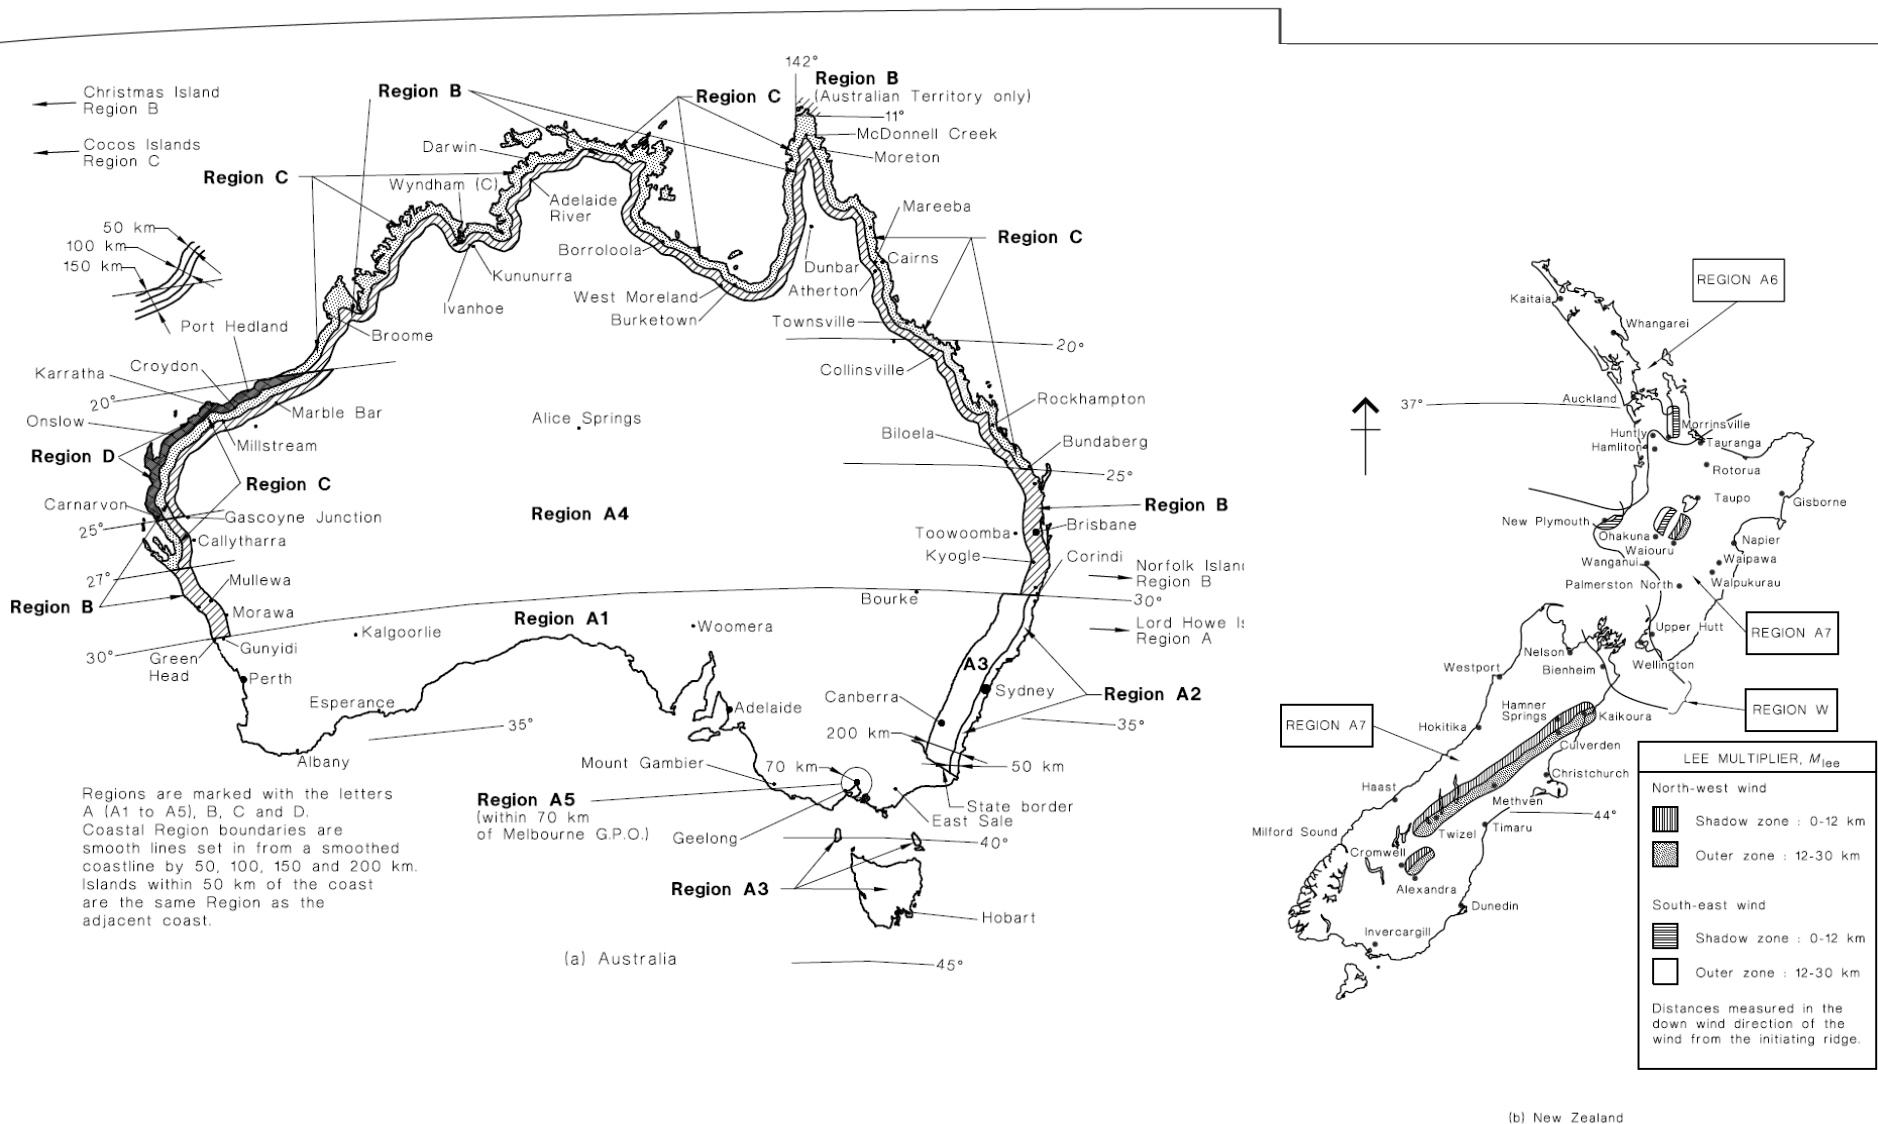 142°
Region B
(Australian Territory only)
11°
Christmas Island
Region B
Cocos Islands
Region C
Region B
Region C
McDonnell Creek
Moreton
Darwin
Region C
Wyndham (C)
Adelaide
River
Mareeba
50 km
100 km
150 km
Borroloola
Region C
Kununurra
Dunbar
Cairns
Atherton
West Moreland
Ivanhoe
Burketown
Townsville
Port Hedland
Broome
20°
Croydon
Karratha
Collinsville
20°
Marble Bar
Onslow
Alice Springs
Rockhampton
Millstream
Biloela
Bundaberg
Region D
25°
Region C
Carnarvon
Gascoyne Junction
Region A4
Region B
25°
Callytharra
Toowoomba
Brisbane
Kyogle
Corindi
27°
Mullewa
Norfolk Islan
Region B
Region B
Morawa
Bourke
30°
Region A1
Lord Howe Is
Region A
Kalgoorlie
Woomera
30°
Green
Head
Gunyidi
A3
Perth
Sydney
Region A2
Canberra
Esperance
Adelaide
35°
35°
200 km
Albany
Mount Gambier
70 km
50 km
Region A5
(within 70 km
of Melbourne G.P.O.)
State border
East Sale
Geelong
40°
Region A3
Hobart
45°
Regions are marked with the letters
A (A1 to A5), B, C and D.
Coastal Region boundaries are
smooth lines set in from a smoothed
coastline by 50, 100, 150 and 200 km.
Islands within 50 km of the coast
are the same Region as the
adjacent coast.
(a) Australia
REGION A6
Kaitaia
Whangarei
Auckland
37°
Huntly
Morrinsville
Hamliton
Tauranga
Rotorua
Taupo
Gisborne
New Plymouth
Ohakuna
Waiouru
Napier
Wanganui
Waipawa
Palmerston North
Walpukurau
Upper Hutt
REGION A7
Nelson
Wellington
Westport
Bienheim
Hamner
Springs
REGION W
REGION A7
Hokitika
Kaikoura
Culverden
Christchurch
Haast
Methven
44°
Milford Sound
Twizel
Timaru
Cromwell
Alexandra
Dunedin
Invercargill
LEE MULTIPLIER, Mlee
North-west wind
Shadow zone : 0-12 km
Outer zone : 12-30 km
South-east wind
Shadow zone : 0-12 km
Outer zone : 12-30 km
Distances measured in the
down wind direction of the
wind from the initiating ridge.
(b) New Zealand